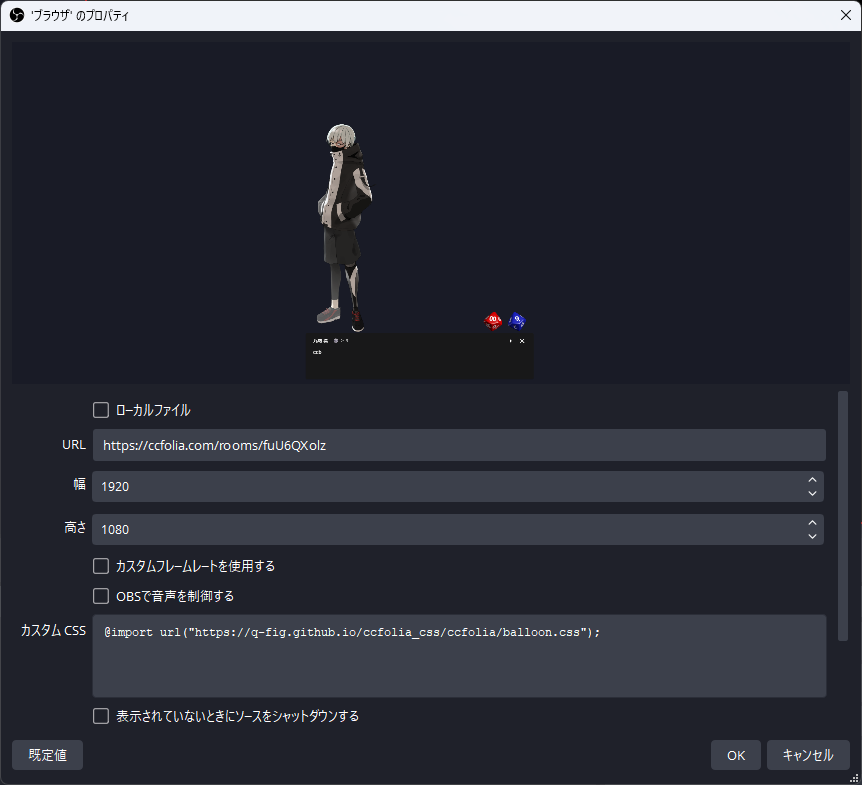 'ブラウザ' のプロパティ
ccb
ローカルファイル
URL
https://ccfolia.com/rooms/fuU6QXolz
幅
1920
高さ
1080
カスタムフレームレートを使用する
OBSで音声を制御する
カスタム CSS
@import url("https://q-fig.github.io/ccfolia_css/ccfolia/balloon.css");
表示されていないときにソースをシャットダウンする
既定値
OK
キャンセル